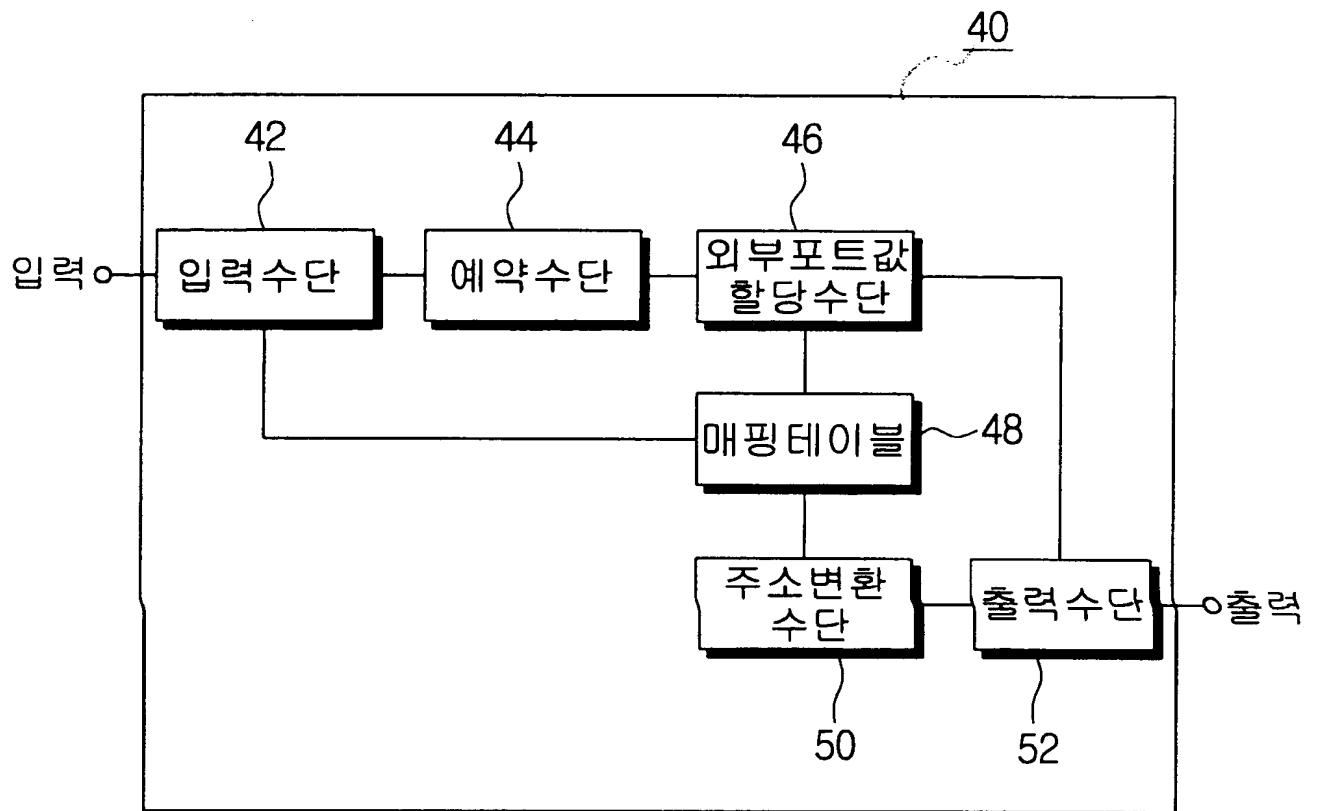 40
42
44
46
입력
입력수단
예약수단
외부포트값
할당수단
매핑테이블
48
주소변환
수단
출력수단
출력
50
52